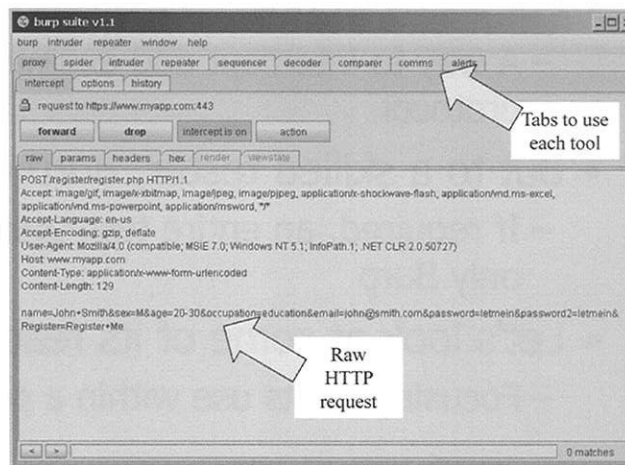 burp suite v1.1
burp intruder repeater window help
proxy spider intruder repeater sequencer decoder comparer comms alerts
intercept options history
request to https://www.myapp.com:443
forward drop intercept is on action
raw params headers hex render viewstate
POST /register/register.php HTTP/1.1
Accept: image/gif, image/x-xbitmap, image/jpeg, image/pjpeg, application/x-shockwave-flash, application/vnd.ms-excel,
application/vnd.ms-powerpoint, application/msword, */*
Accept-Language: en-us
Accept-Encoding: gzip, deflate
User-Agent: Mozilla/4.0 (compatible; MSIE 7.0; Windows NT 5.1; InfoPath.1; .NET CLR 2.0.50727)
Host: www.myapp.com
Content-Type: application/x-www-form-urlencoded
Content-Length: 129
name=John+Smith&sex=M&age=20-30&occupation=education&email=john@smith.com&password=letmein&password2=letmein&
Register=Register+Me
Tabs to use
each tool
Raw
HTTP
request
< > 0 matches